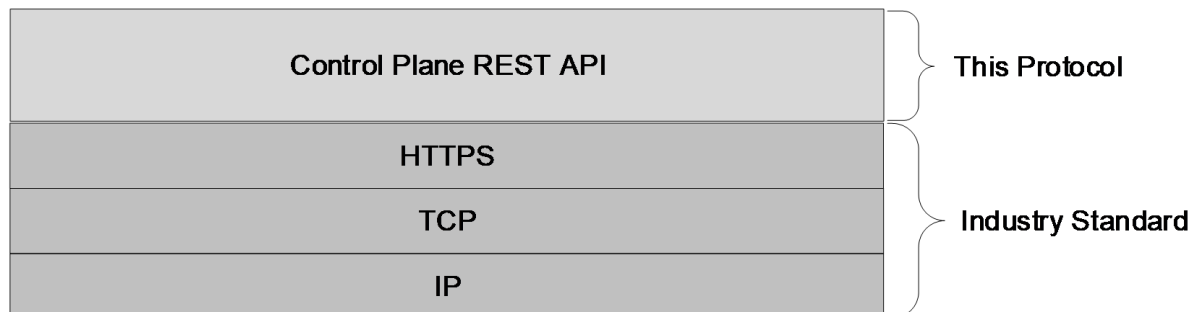 Control Plane REST API
This Protocol
HTTPS
TCP
Industry Standard
IP